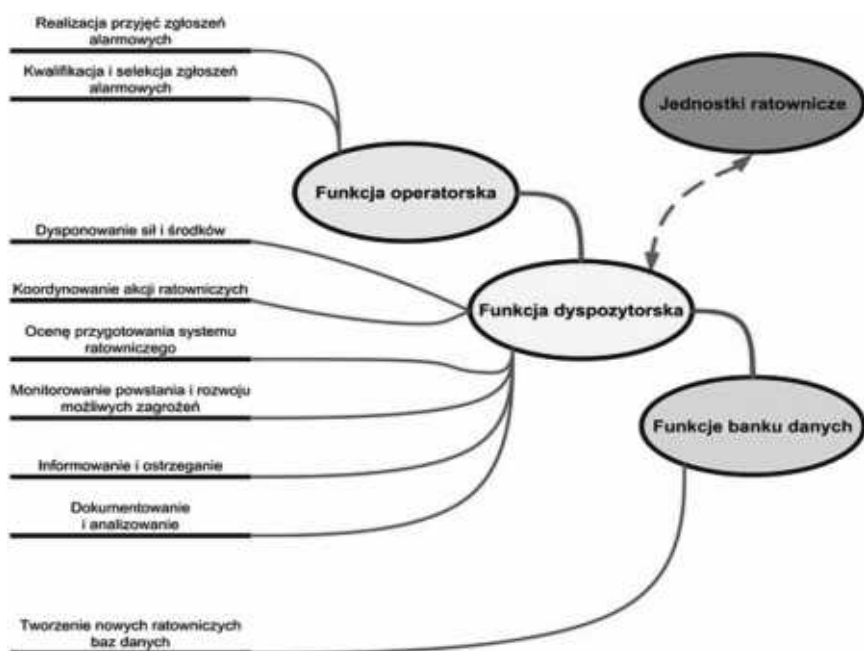 Realizacja przyjęć zgłoszeń
alarmowych
Kwalifikacja i selekcja zgłoszeń
alarmowych
Jednostki ratownicze
Funkcja operatorska
Dysponowanie sił i środków
Koordynowanie akcji ratowniczych
Funkcja dyspozytorska
Ocenę przygotowania systemu
ratowniczego
Monitorowanie powstania i rozwoju
możliwych zagrożeń
Funkcje banku danych
Informowanie i ostrzeganie
Dokumentowanie
i analizowanie
Tworzenie nowych ratowniczych
baz danych